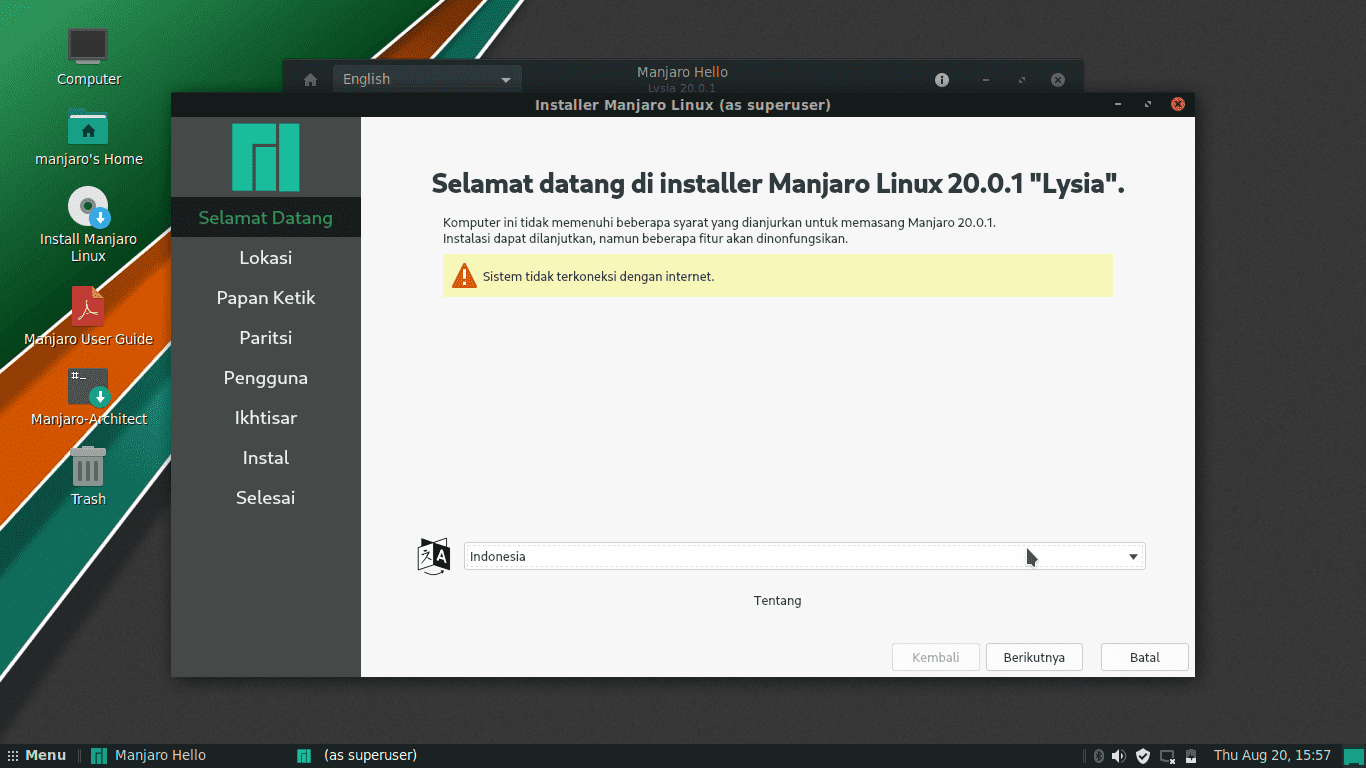 Computer
manjaro's Home
Install Manjaro
Linux
Manjaro User Guide
#_
Manjaro-Architect
Trash
English
Manjaro Hello
Lysia 20.0.1
Installer Manjaro Linux (as superuser)
Selamat Datang
Lokasi
Papan Ketik
Paritsi
Pengguna
Ikhtisar
Instal
Selesai
Selamat datang di installer Manjaro Linux 20.0.1 "Lysia".
Komputer ini tidak memenuhi beberapa syarat yang dianjurkan untuk memasang Manjaro 20.0.1.
Instalasi dapat dilanjutkan, namun beberapa fitur akan dinonfungsikan.
Sistem tidak terkoneksi dengan internet.
A
Indonesia
Tentang
Kembali
Berikutnya
Batal
Menu
Manjaro Hello
(as superuser)
Thu Aug 20, 15:57